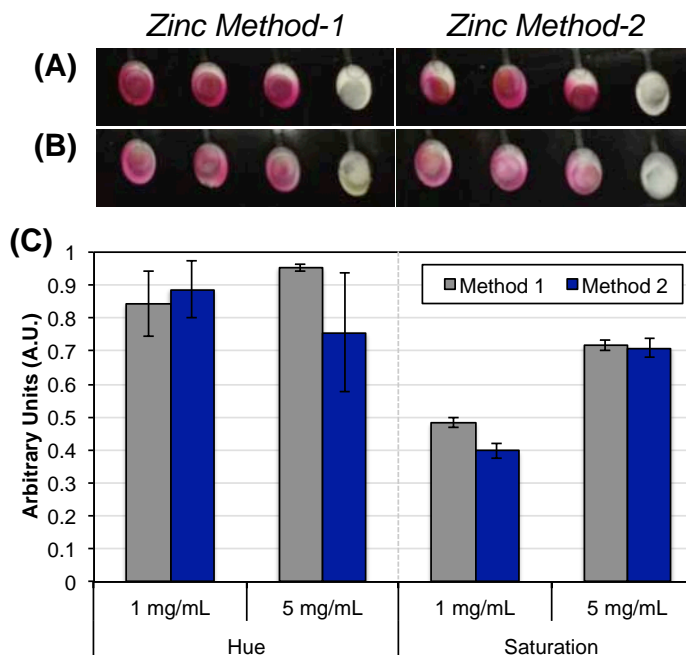 Zinc Method-1 Zinc Method-2
(A)
(B)
(C)
Arbitrary Units (A.U.)
1
0.9
0.8
0.7
0.6
0.5
0.4
0.3
0.2
0.1
0
Method 1 Method 2
1 mg/mL 5 mg/mL 1 mg/mL 5 mg/mL
Hue Saturation